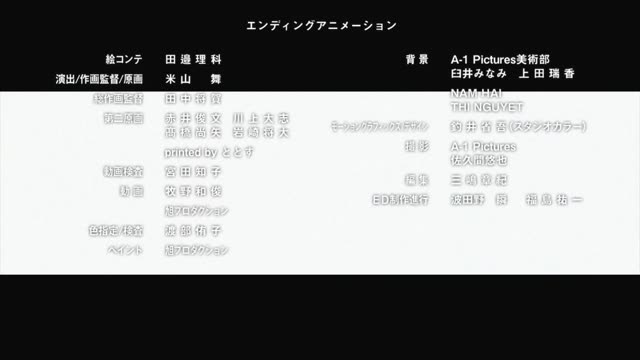 エンディングアニメーション
絵コンテ 田邉理科
演出/作画監督/原画 米山 舞
総作画監督 田中将賀
第二原画 赤井俊文 川上大志
髙橋尚矢 岩崎将大
printed by ととす
動画検査 宮田知子
動画 牧野和俊
旭プロダクション
色指定/検査 渡部侑子
ペイント 旭プロダクション
背景 A-1 Pictures美術部
臼井みなみ 上田瑞香
NAM HAI
THI NGUYET
モーショングラフィックスデザイン 釣井省吾(スタジオカラー)
撮影 A-1 Pictures
佐久間悠也
編集 三嶋章紀
ED制作進行 波田野 瞬 福島祐一